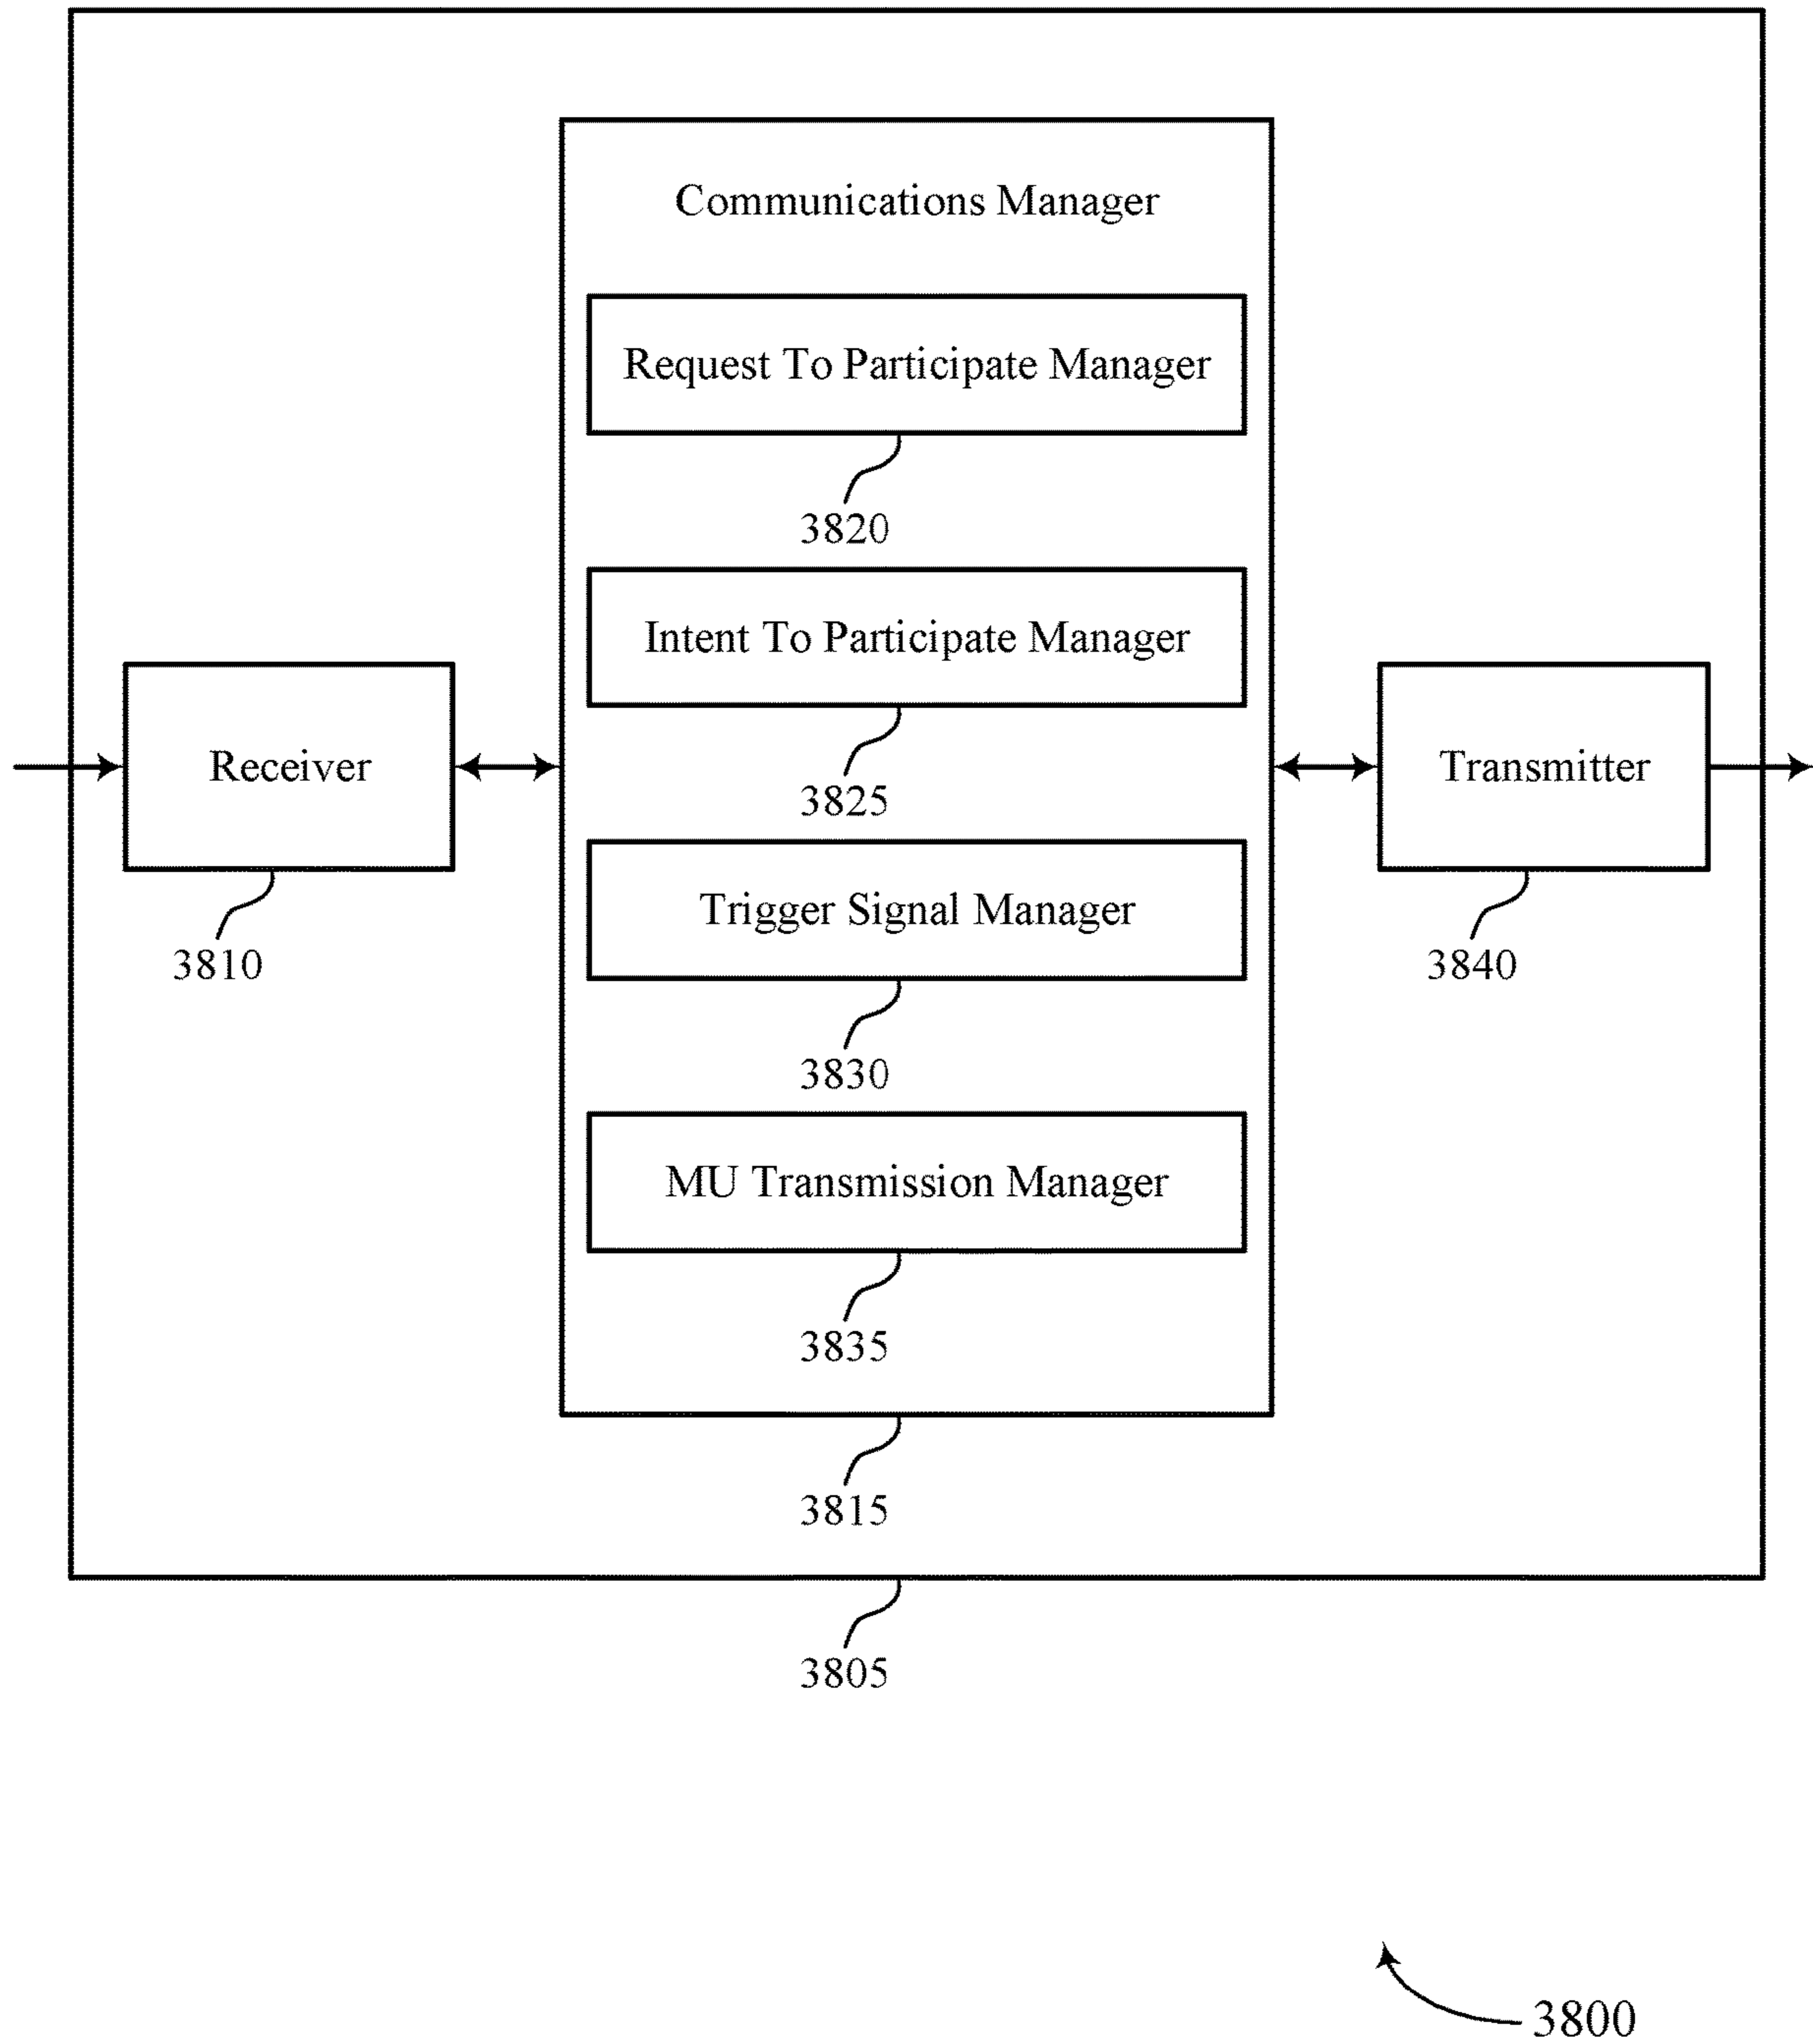 Communications Manager
Request To Participate Manager
3820
Intent To Participate Manager
3825
Receiver
3810
Transmitter
3840
Trigger Signal Manager
3830
MU Transmission Manager
3835
3815
3805
3800